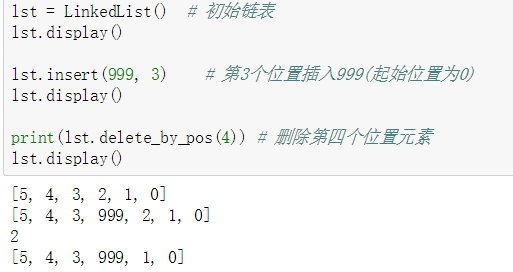 lst = LinkedList()  # 初始链表
lst.display()
lst.insert(999, 3)    # 第3个位置插入999(起始位置为0)
lst.display()
print(lst.delete_by_pos(4)) # 删除第四个位置元素
lst.display()
[5, 4, 3, 2, 1, 0]
[5, 4, 3, 999, 2, 1, 0]
2
[5, 4, 3, 999, 1, 0]